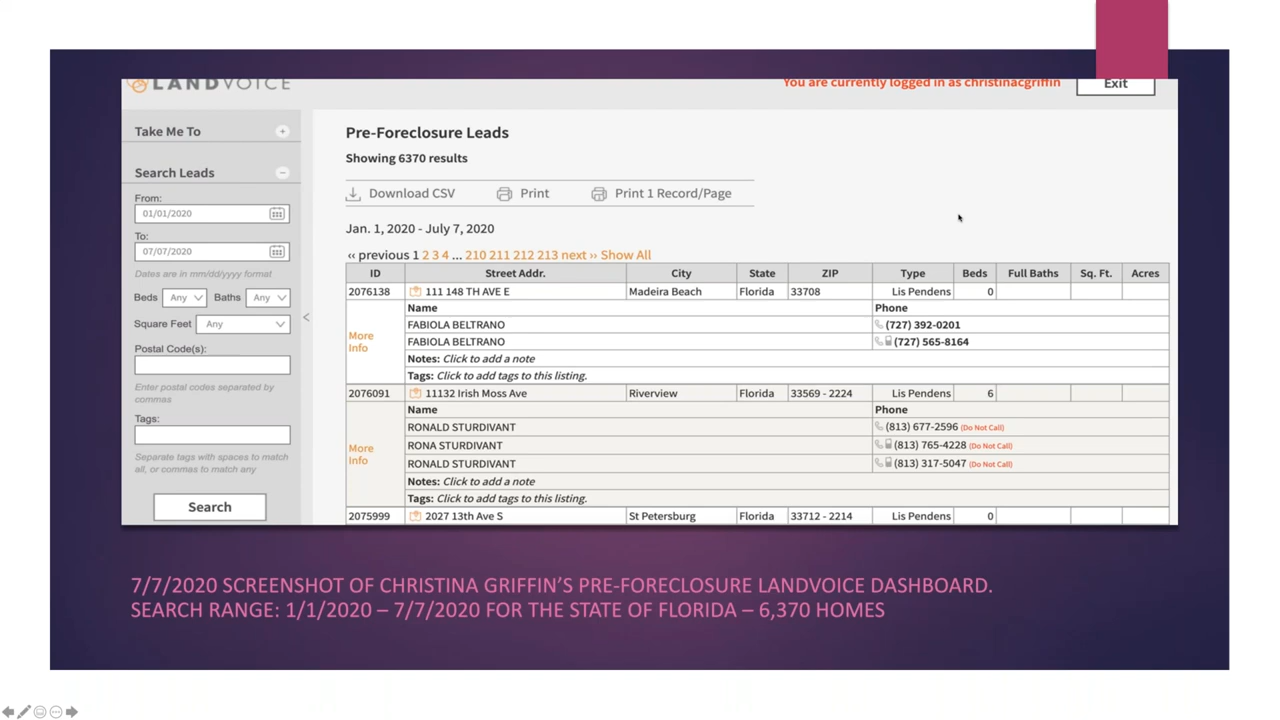 LANDVOICE
You are currently logged in as christinacgriffin
Exit
Take Me To
Search Leads
From:
01/01/2020
To:
07/07/2020
Dates are in mm/dd/yyyy format
Beds Any Baths Any
Square Feet Any
Postal Code(s):
Enter postal codes separated by
commas
Tags:
Separate tags with spaces to match
all, or commas to match any
Search
Pre-Foreclosure Leads
Showing 6370 results
Download CSV Print Print 1 Record/Page
Jan. 1, 2020 - July 7, 2020
‹‹ previous 1 2 3 4 ... 210 211 212 213 next ›› Show All
ID Street Addr. City State ZIP Type Beds Full Baths Sq. Ft. Acres
2076138 111 148 TH AVE E Madeira Beach Florida 33708 Lis Pendens 0
Name Phone
FABIOLA BELTRANO (727) 392-0201
FABIOLA BELTRANO (727) 565-8164
More
Info
Notes: Click to add a note
Tags: Click to add tags to this listing.
2076091 11132 Irish Moss Ave Riverview Florida 33569 - 2224 Lis Pendens 6
Name Phone
RONALD STURDIVANT (813) 677-2596 (Do Not Call)
RONA STURDIVANT (813) 765-4228 (Do Not Call)
More
Info
RONALD STURDIVANT (813) 317-5047 (Do Not Call)
Notes: Click to add a note
Tags: Click to add tags to this listing.
2075999 2027 13th Ave S St Petersburg Florida 33712 - 2214 Lis Pendens 0
7/7/2020 SCREENSHOT OF CHRISTINA GRIFFIN'S PRE-FORECLOSURE LANDVOICE DASHBOARD.
SEARCH RANGE: 1/1/2020 – 7/7/2020 FOR THE STATE OF FLORIDA – 6,370 HOMES